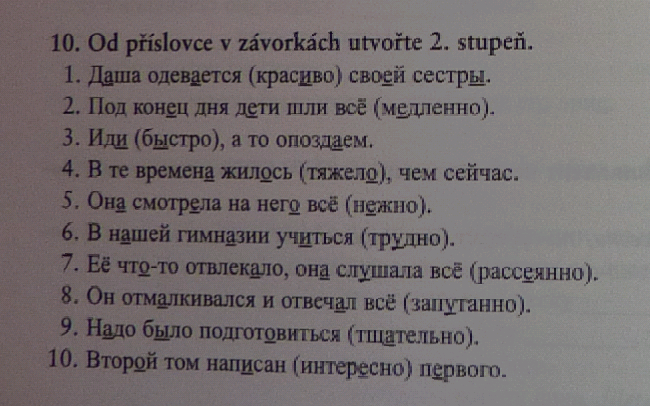 10. Od příslovce v závorkách utvořte 2. stupeň.
1. Даша одевается (красиво) своей сестры.
2. Под конец дня дети шли всё (медленно).
3. Иди (быстро), а то опоздаем.
4. В те времена жилось (тяжело), чем сейчас.
5. Она смотрела на него всё (нежно).
6. В нашей гимназии учиться (трудно).
7. Её что-то отвлекало, она слушала всё (рассеянно).
8. Он отмалкивался и отвечал всё (запутанно).
9. Надо было подготовиться (тщательно).
10. Второй том написан (интересно) первого.